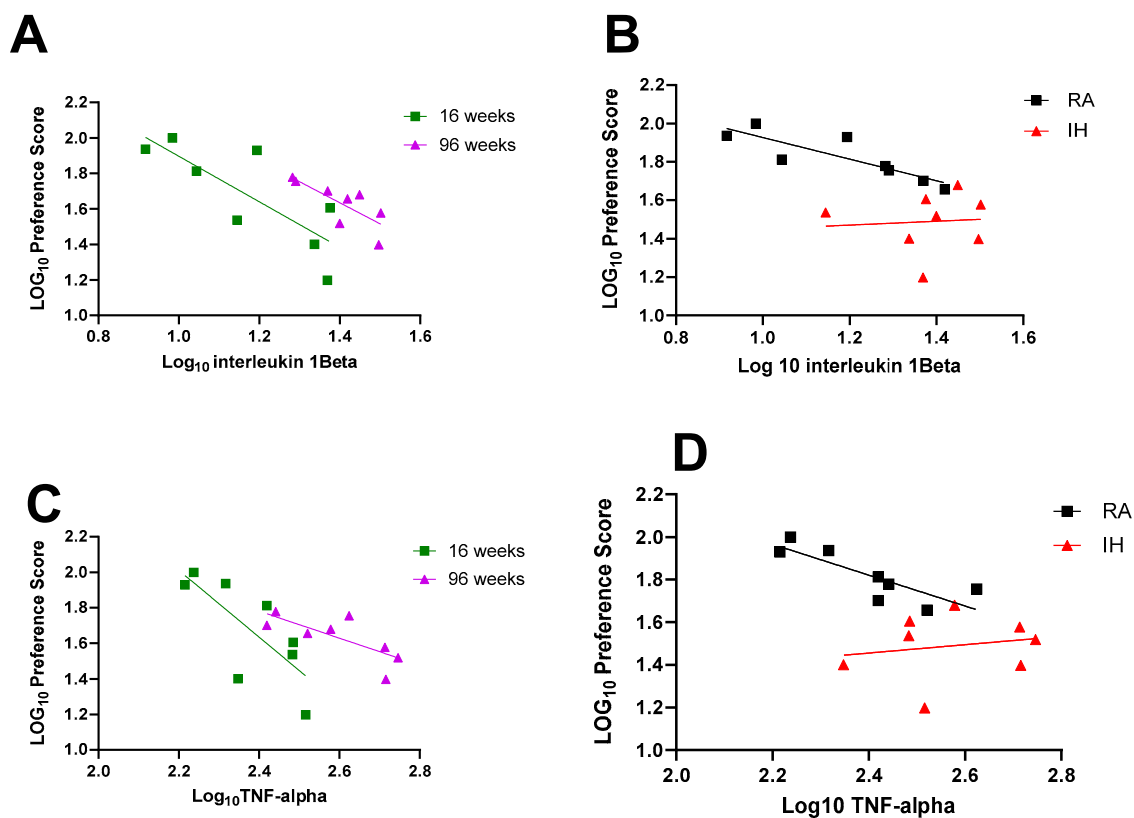 A
LOG10 Preference Score
2.2
2.0
1.8
1.6
1.4
1.2
1.0
0.8
1.0
1.2
1.4
1.6
Log10 interleukin 1Beta
16 weeks
96 weeks
B
LOG10 Preference Score
2.2
2.0
1.8
1.6
1.4
1.2
1.0
0.8
1.0
1.2
1.4
1.6
Log 10 interleukin 1Beta
RA
IH
C
LOG10 Preference Score
2.2
2.0
1.8
1.6
1.4
1.2
1.0
2.0
2.2
2.4
2.6
2.8
Log10TNF-alpha
16 weeks
96 weeks
D
LOG10 Preference Score
2.2
2.0
1.8
1.6
1.4
1.2
1.0
2.0
2.2
2.4
2.6
2.8
Log10 TNF-alpha
RA
IH